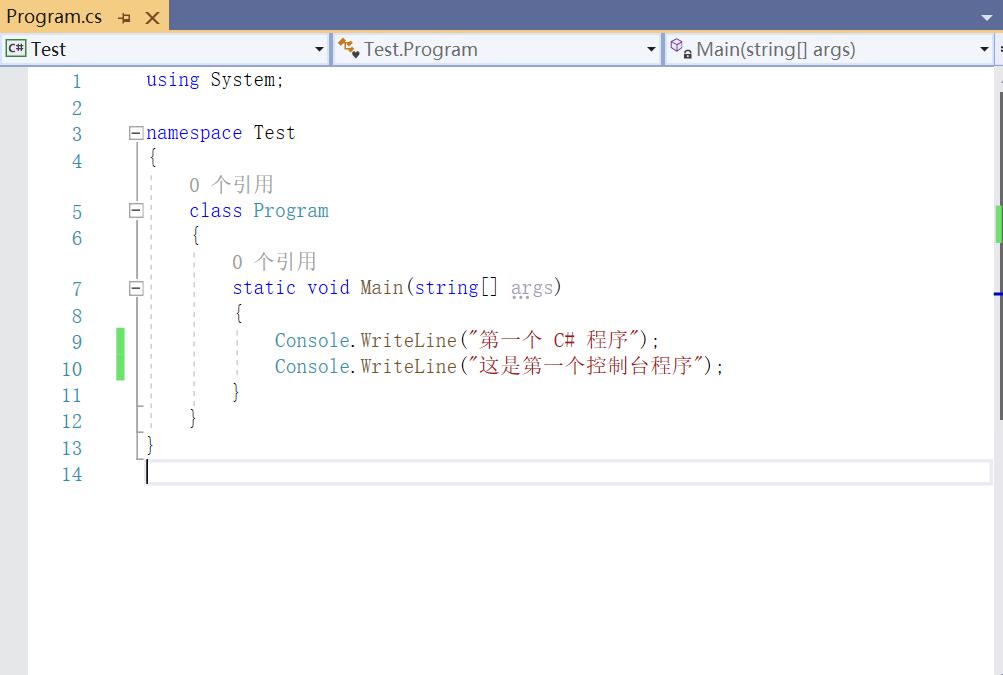 Program.cs
C# Test Test.Program Main(string[] args)
1 using System;
2
3 namespace Test
4 {
0 个引用
5 class Program
6 {
0 个引用
7 static void Main(string[] args)
8 {
9 Console.WriteLine("第一个 C# 程序");
10 Console.WriteLine("这是第一个控制台程序");
11 }
12 }
13 }
14